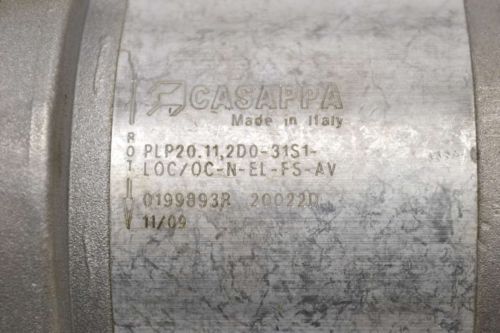 CASAPPA
Made in Italy
ROT
PLP20.11,2D0-31S1-
LOC/OC-N-EL-FS-AV
0199893R 20022D
11/09